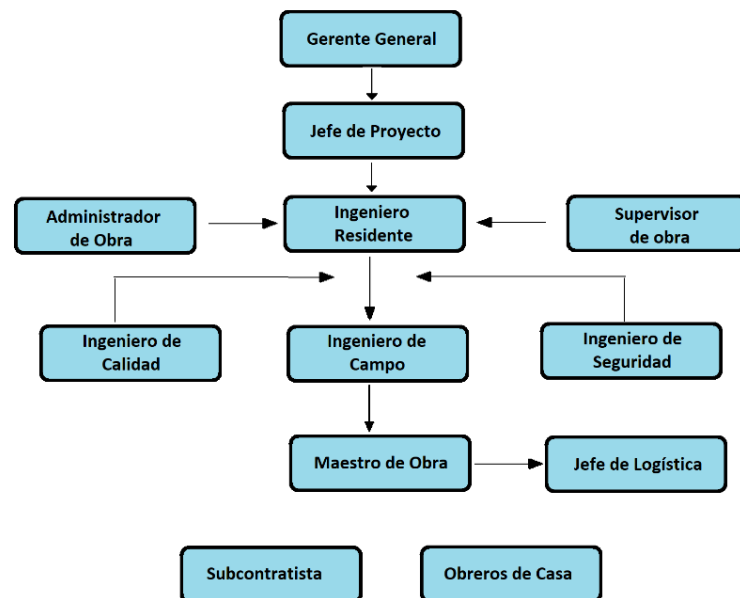 Gerente General
Jefe de Proyecto
Administrador
de Obra
Ingeniero
Residente
Supervisor
de obra
Ingeniero de
Calidad
Ingeniero de
Campo
Ingeniero de
Seguridad
Maestro de Obra
Jefe de Logística
Subcontratista
Obreros de Casa